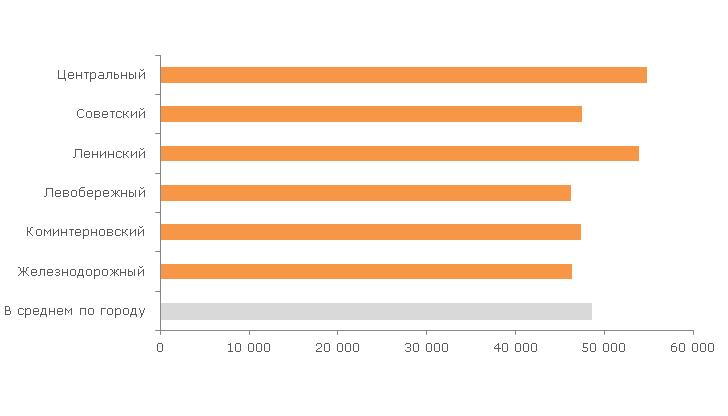 Центральный
Советский
Ленинский
Левобережный
Коминтерновский
Железнодорожный
В среднем по городу
0 10 000 20 000 30 000 40 000 50 000 60 000